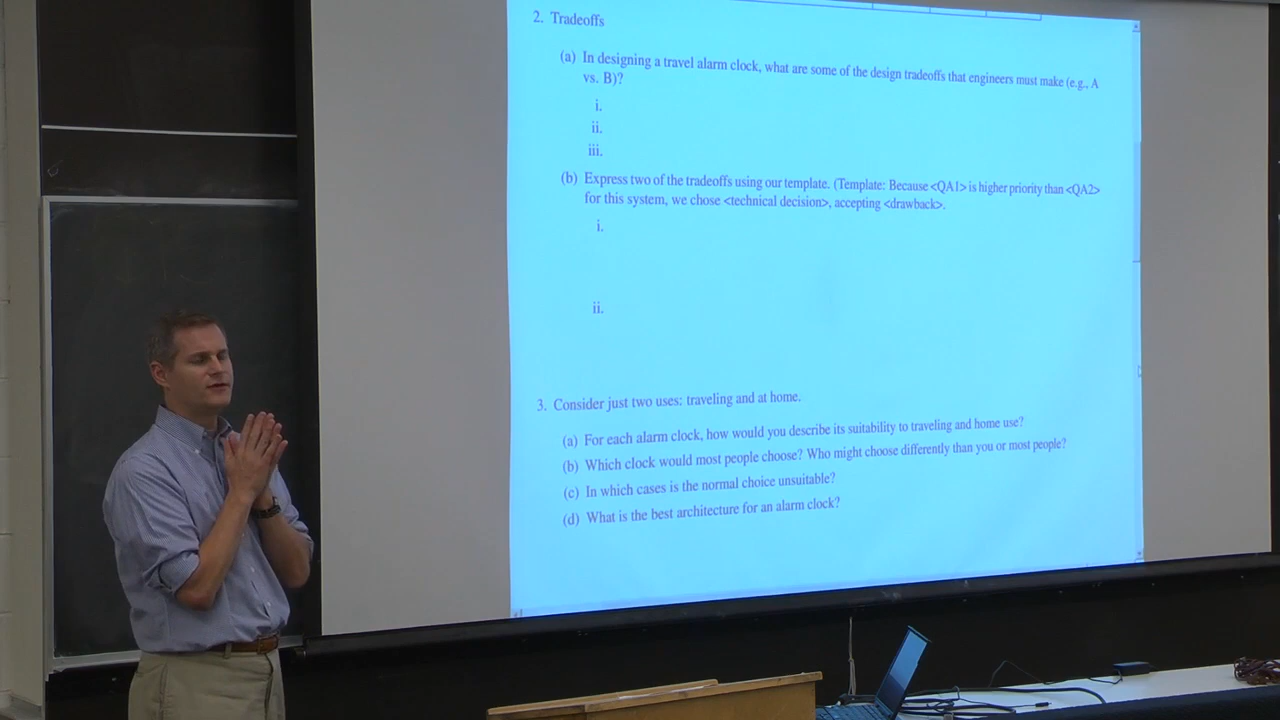 2. Tradeoffs
(a) In designing a travel alarm clock, what are some of the design tradeoffs that engineers must make (e.g., A
vs. B)?
i.
ii.
iii.
(b) Express two of the tradeoffs using our template. (Template: Because <QA1> is higher priority than <QA2>
for this system, we chose <technical decision>, accepting <drawback>.
i.
ii.
3. Consider just two uses: traveling and at home.
(a) For each alarm clock, how would you describe its suitability to traveling and home use?
(b) Which clock would most people choose? Who might choose differently than you or most people?
(c) In which cases is the normal choice unsuitable?
(d) What is the best architecture for an alarm clock?